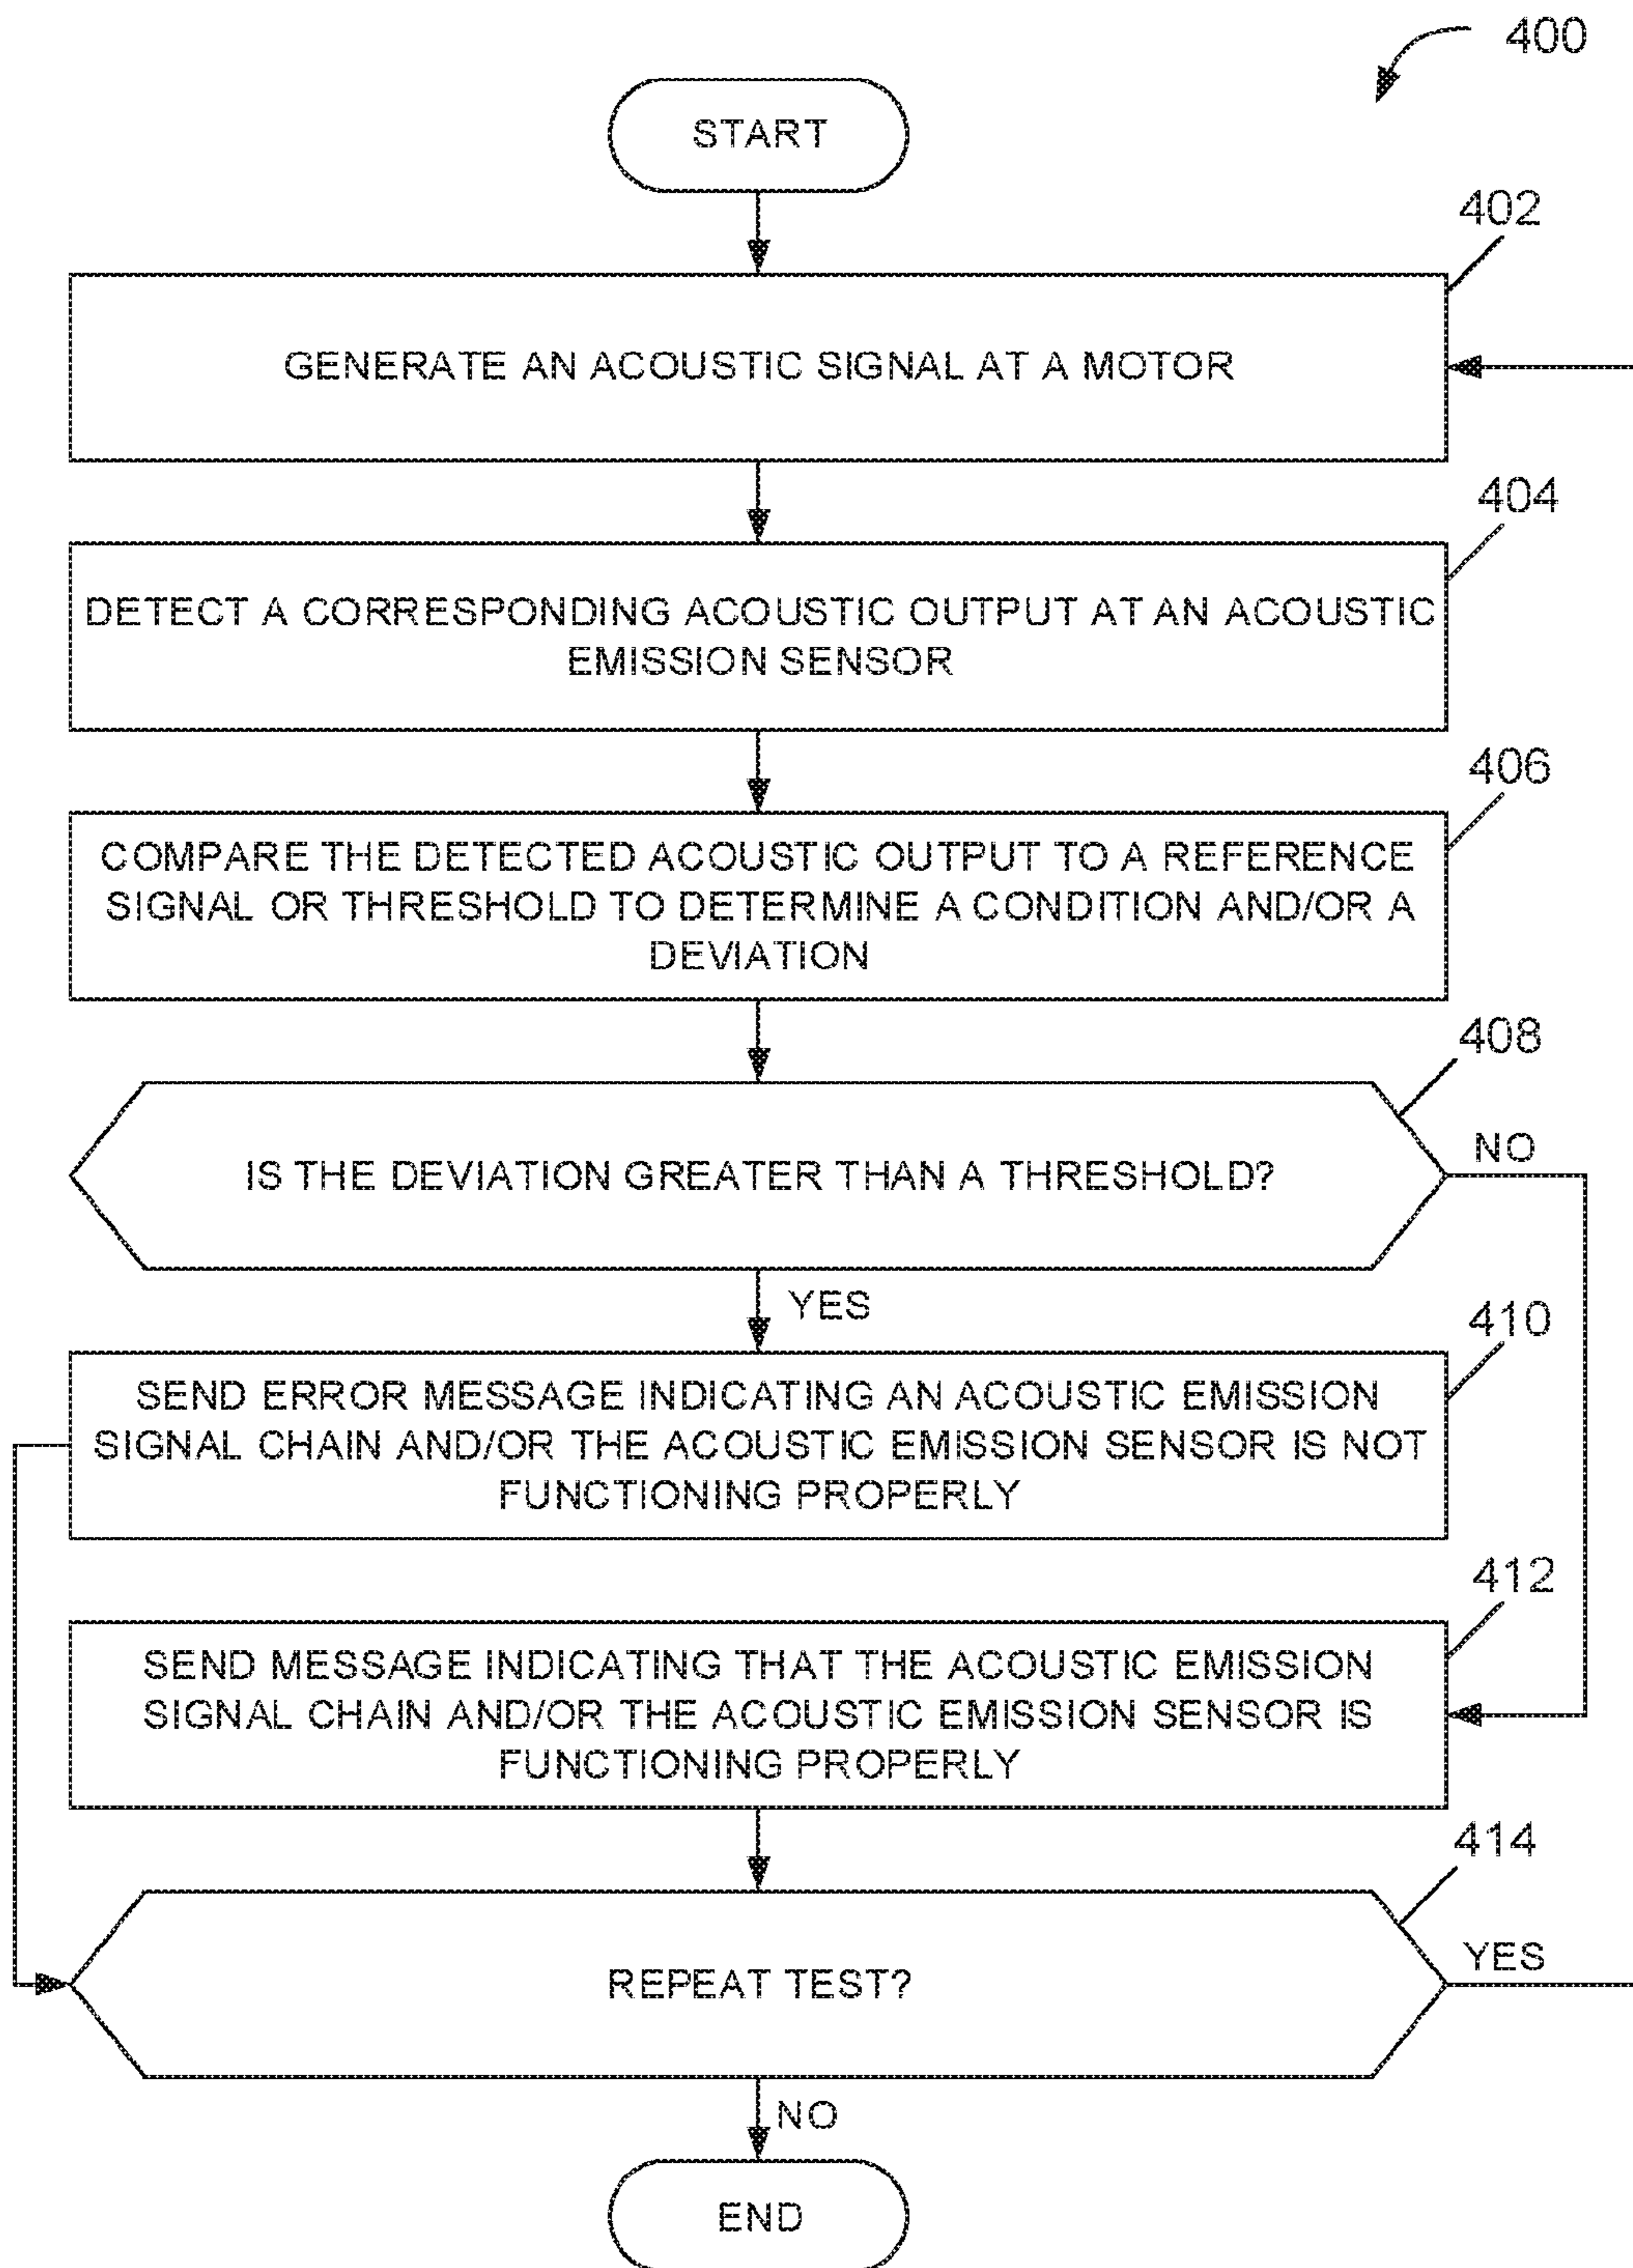 400
START
402
GENERATE AN ACOUSTIC SIGNAL AT A MOTOR
404
DETECT A CORRESPONDING ACOUSTIC OUTPUT AT AN ACOUSTIC
EMISSION SENSOR
406
COMPARE THE DETECTED ACOUSTIC OUTPUT TO A REFERENCE
SIGNAL OR THRESHOLD TO DETERMINE A CONDITION AND/OR A
DEVIATION
408
IS THE DEVIATION GREATER THAN A THRESHOLD?
NO
YES
410
SEND ERROR MESSAGE INDICATING AN ACOUSTIC EMISSION
SIGNAL CHAIN AND/OR THE ACOUSTIC EMISSION SENSOR IS NOT
FUNCTIONING PROPERLY
412
SEND MESSAGE INDICATING THAT THE ACOUSTIC EMISSION
SIGNAL CHAIN AND/OR THE ACOUSTIC EMISSION SENSOR IS
FUNCTIONING PROPERLY
414
REPEAT TEST?
YES
NO
END